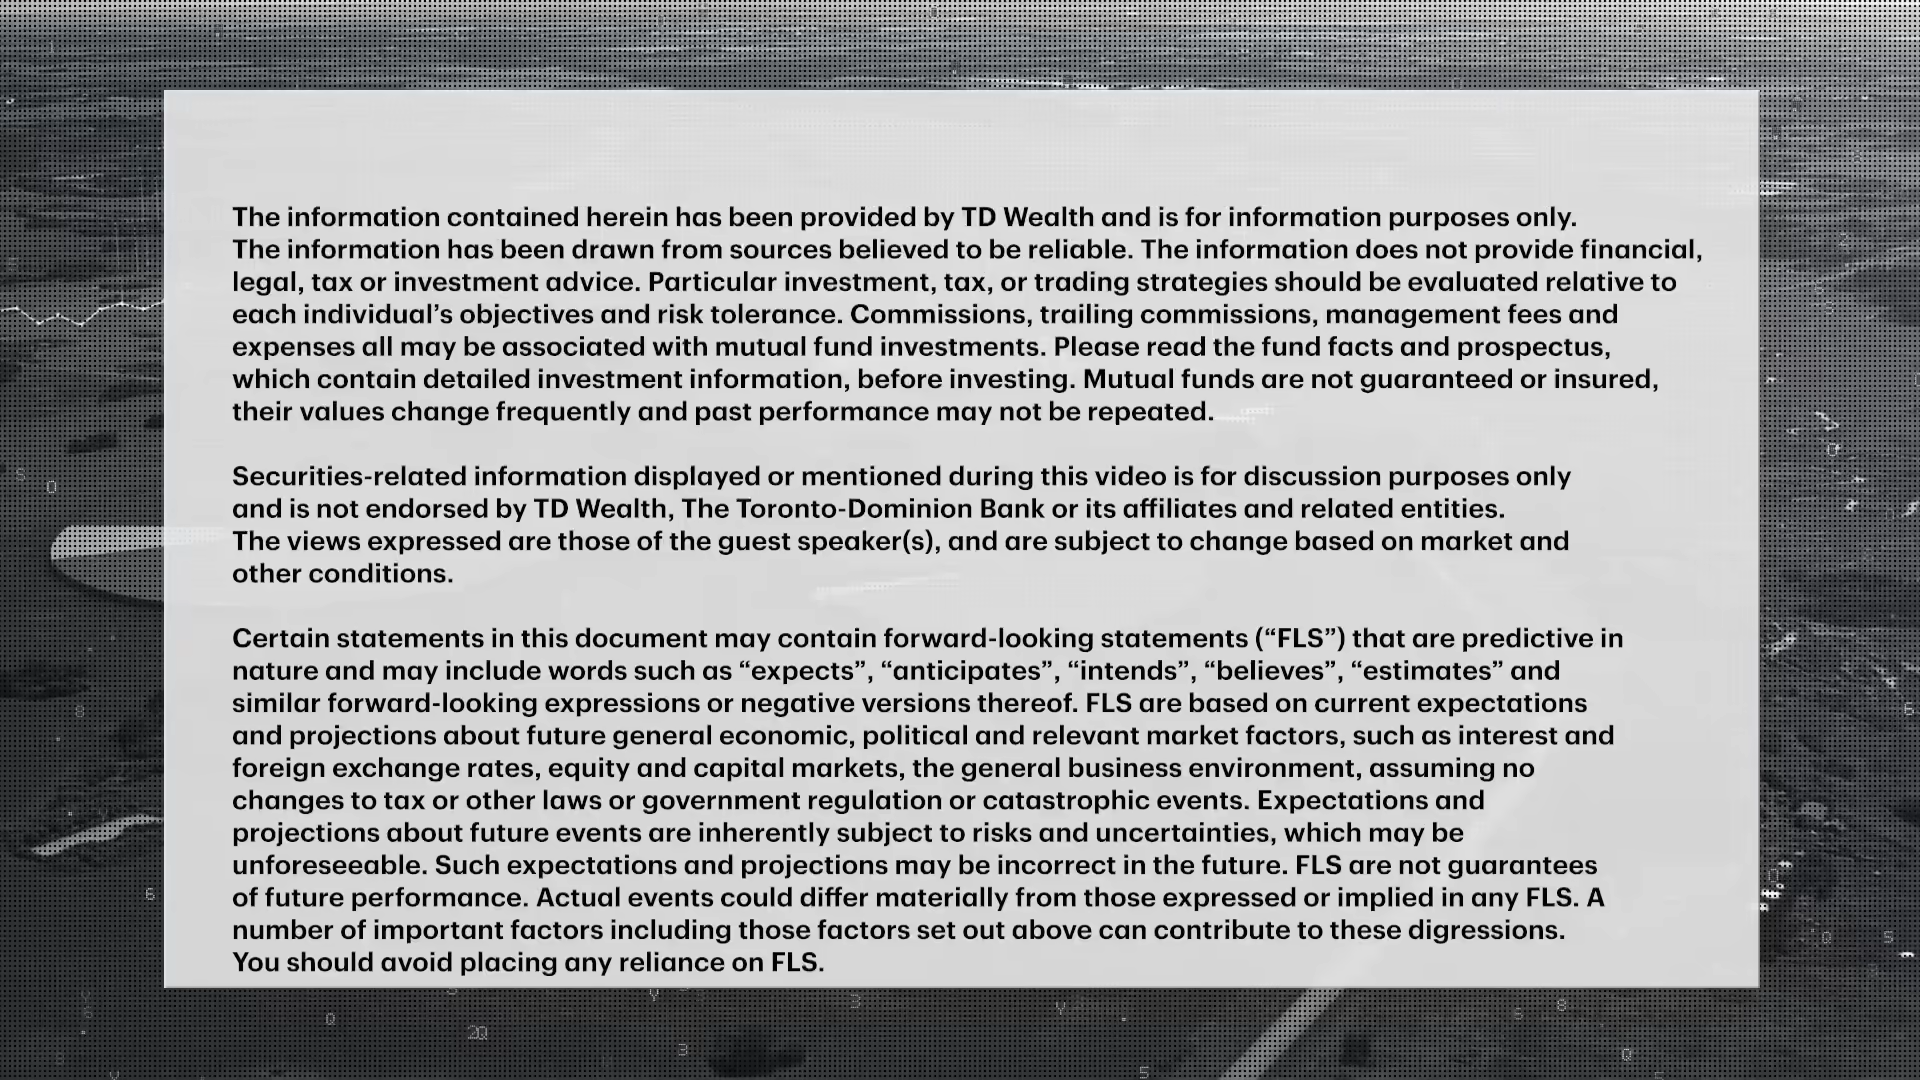 The information contained herein has been provided by TD Wealth and is for information purposes only.
The information has been drawn from sources believed to be reliable. The information does not provide financial,
legal, tax or investment advice. Particular investment, tax, or trading strategies should be evaluated relative to
each individual’s objectives and risk tolerance. Commissions, trailing commissions, management fees and
expenses all may be associated with mutual fund investments. Please read the fund facts and prospectus,
which contain detailed investment information, before investing. Mutual funds are not guaranteed or insured,
their values change frequently and past performance may not be repeated.
Securities-related information displayed or mentioned during this video is for discussion purposes only
and is not endorsed by TD Wealth, The Toronto-Dominion Bank or its affiliates and related entities.
The views expressed are those of the guest speaker(s), and are subject to change based on market and
other conditions.
Certain statements in this document may contain forward-looking statements (“FLS”) that are predictive in
nature and may include words such as “expects”, “anticipates”, “intends”, “believes”, “estimates” and
similar forward-looking expressions or negative versions thereof. FLS are based on current expectations
and projections about future general economic, political and relevant market factors, such as interest and
foreign exchange rates, equity and capital markets, the general business environment, assuming no
changes to tax or other laws or government regulation or catastrophic events. Expectations and
projections about future events are inherently subject to risks and uncertainties, which may be
unforeseeable. Such expectations and projections may be incorrect in the future. FLS are not guarantees
of future performance. Actual events could differ materially from those expressed or implied in any FLS. A
number of important factors including those factors set out above can contribute to these digressions.
You should avoid placing any reliance on FLS.